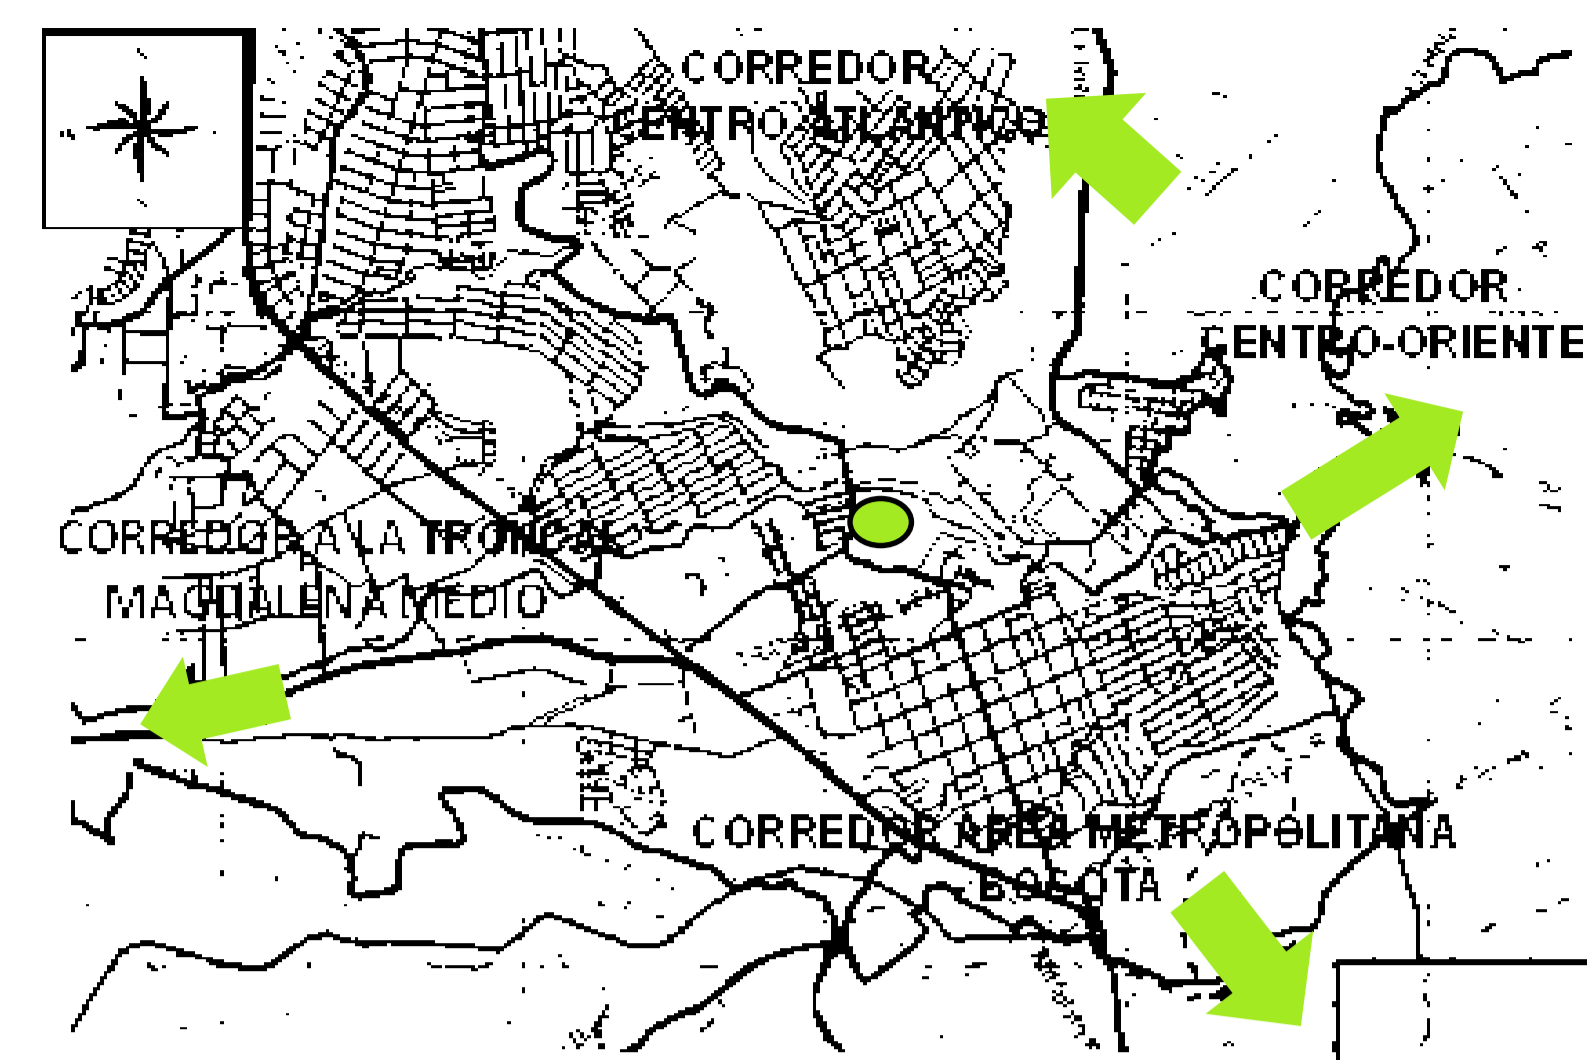 CORREDOR
CENTRO-ATLANTICO
CORREDOR
CENTRO-ORIENTE
CORREDOR A LA TRONCAL
MAGDALENA MEDIO
CORREDOR AREA METROPOLITANA
BOGOTA